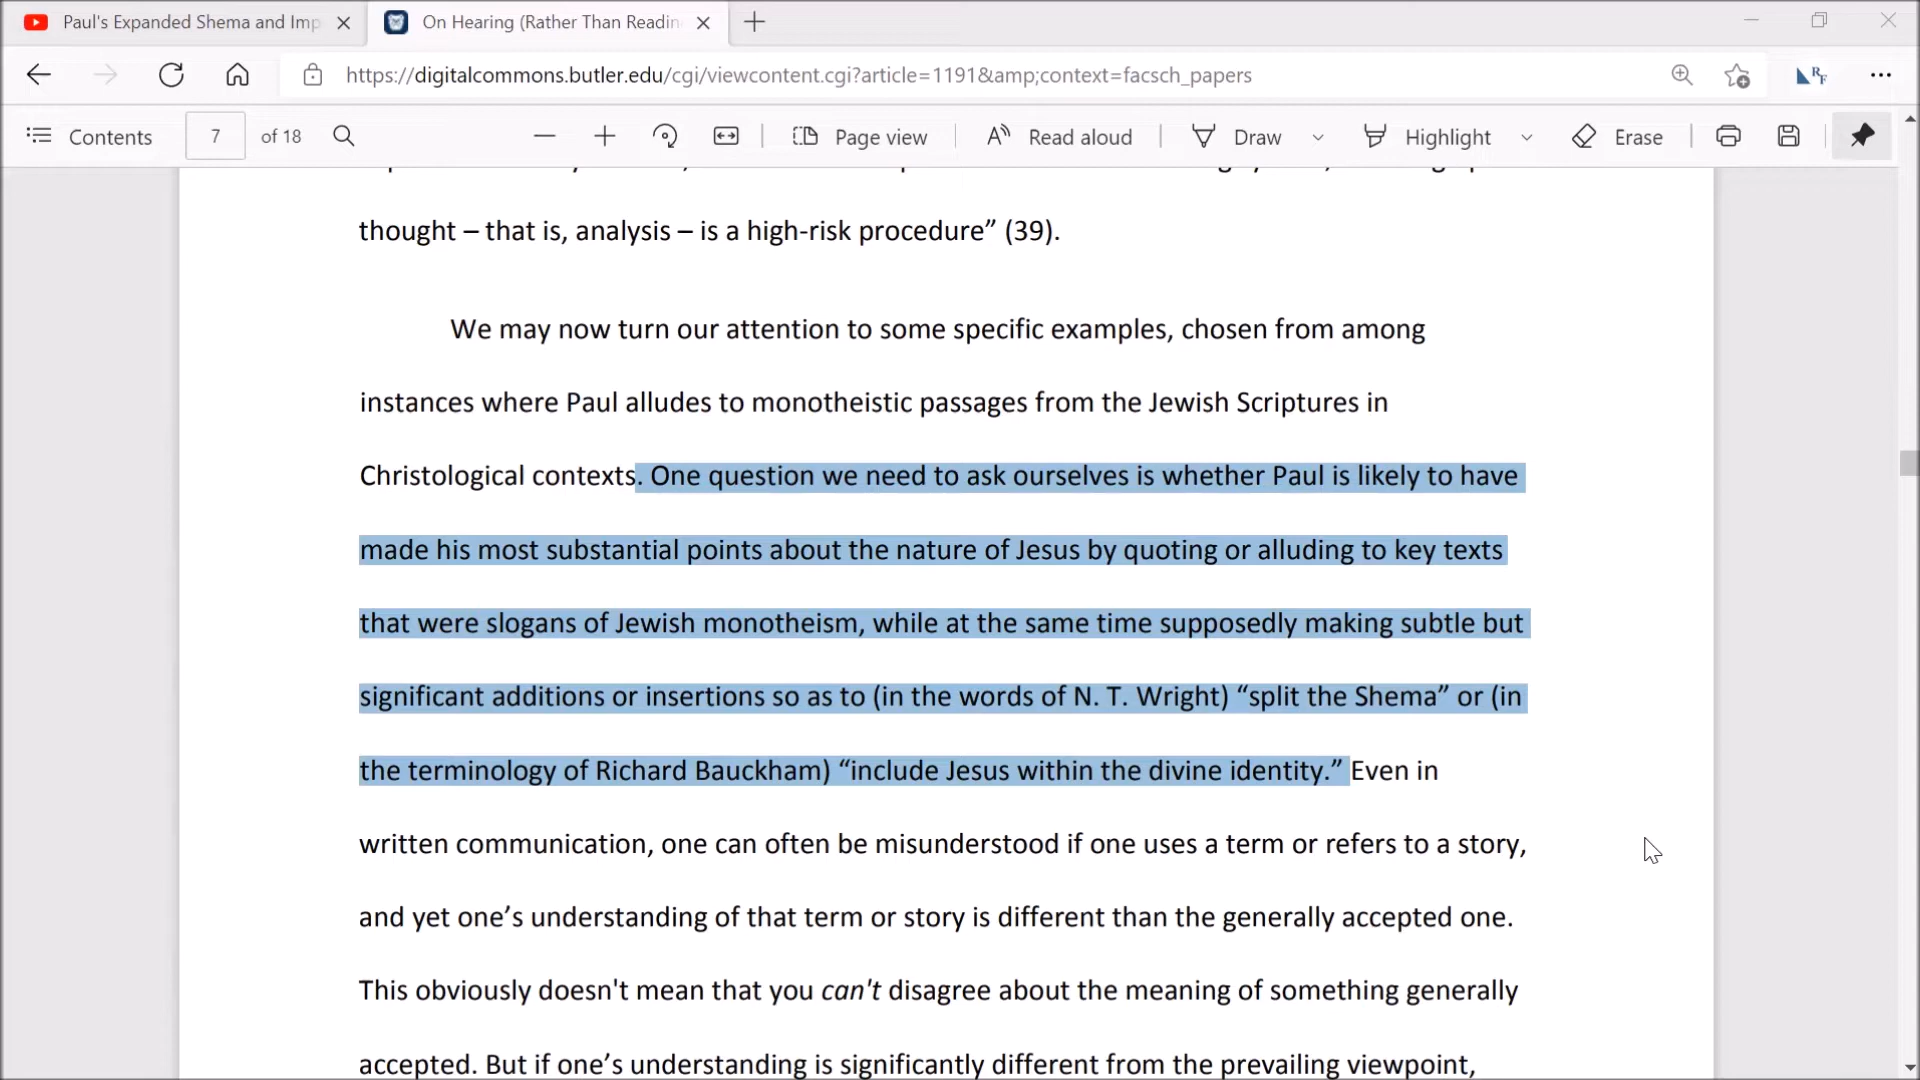 Paul's Expanded Shema and Imp
On Hearing (Rather Than Readin
https://digitalcommons.butler.edu/cgi/viewcontent.cgi?article=1191&amp;context=facsch_papers
RF
Contents 7 of 18 Page view Read aloud Draw Highlight Erase
thought – that is, analysis – is a high-risk procedure” (39).
We may now turn our attention to some specific examples, chosen from among
instances where Paul alludes to monotheistic passages from the Jewish Scriptures in
Christological contexts. One question we need to ask ourselves is whether Paul is likely to have
made his most substantial points about the nature of Jesus by quoting or alluding to key texts
that were slogans of Jewish monotheism, while at the same time supposedly making subtle but
significant additions or insertions so as to (in the words of N. T. Wright) “split the Shema” or (in
the terminology of Richard Bauckham) “include Jesus within the divine identity.” Even in
written communication, one can often be misunderstood if one uses a term or refers to a story,
and yet one’s understanding of that term or story is different than the generally accepted one.
This obviously doesn't mean that you can't disagree about the meaning of something generally
accepted. But if one’s understanding is significantly different from the prevailing viewpoint,